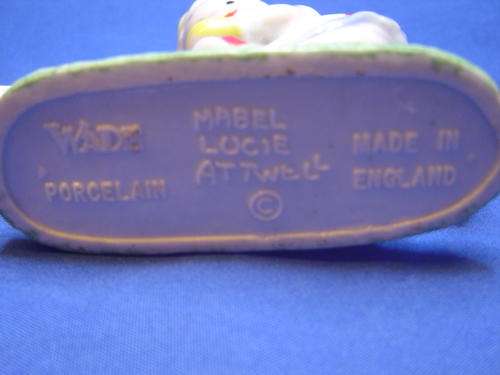 WADE
PORCELAIN
MABEL
LUCIE
ATTWELL
©
MADE IN
ENGLAND